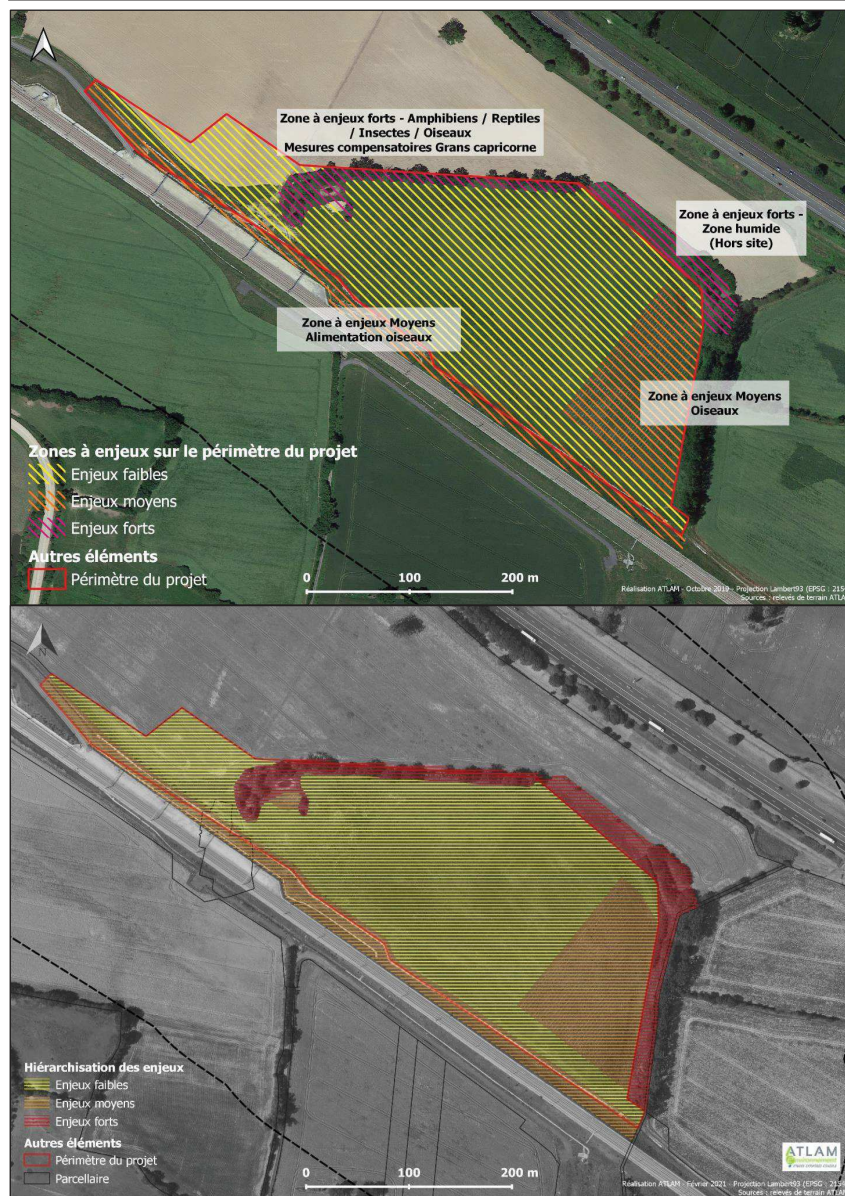 Zone à enjeux forts - Amphibiens / Reptiles
/ Insectes / Oiseaux
Mesures compensatoires Grans capricorne
Zone à enjeux forts -
Zone humide
(Hors site)
Zone à enjeux Moyens
Alimentation oiseaux
Zone à enjeux Moyens
Oiseaux
Zones à enjeux sur le périmètre du projet
Enjeux faibles
Enjeux moyens
Enjeux forts
Autres éléments
Périmètre du projet
0 100 200 m
Réalisation ATLAM - Octobre 2019 - Projection Lambert93 (EPSG : 215
Sources : relevés de terrain ATLA
N
Hiérarchisation des enjeux
Enjeux faibles
Enjeux moyens
Enjeux forts
Autres éléments
Périmètre du projet
Parcellaire
0 100 200 m
ATLAM
Réalisation ATLAM - Février 2021 - Projection Lambert93 (EPSG : 215
Sources : relevés de terrain ATLA